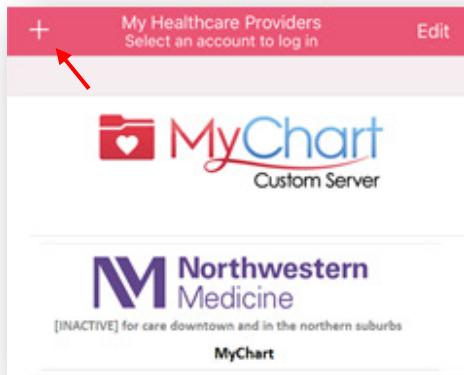 +
My Healthcare Providers
Edit
Select an account to log in
MyChart
Custom Server
Northwestern
Medicine
[INACTIVE] for care downtown and in the northern suburbs
MyChart